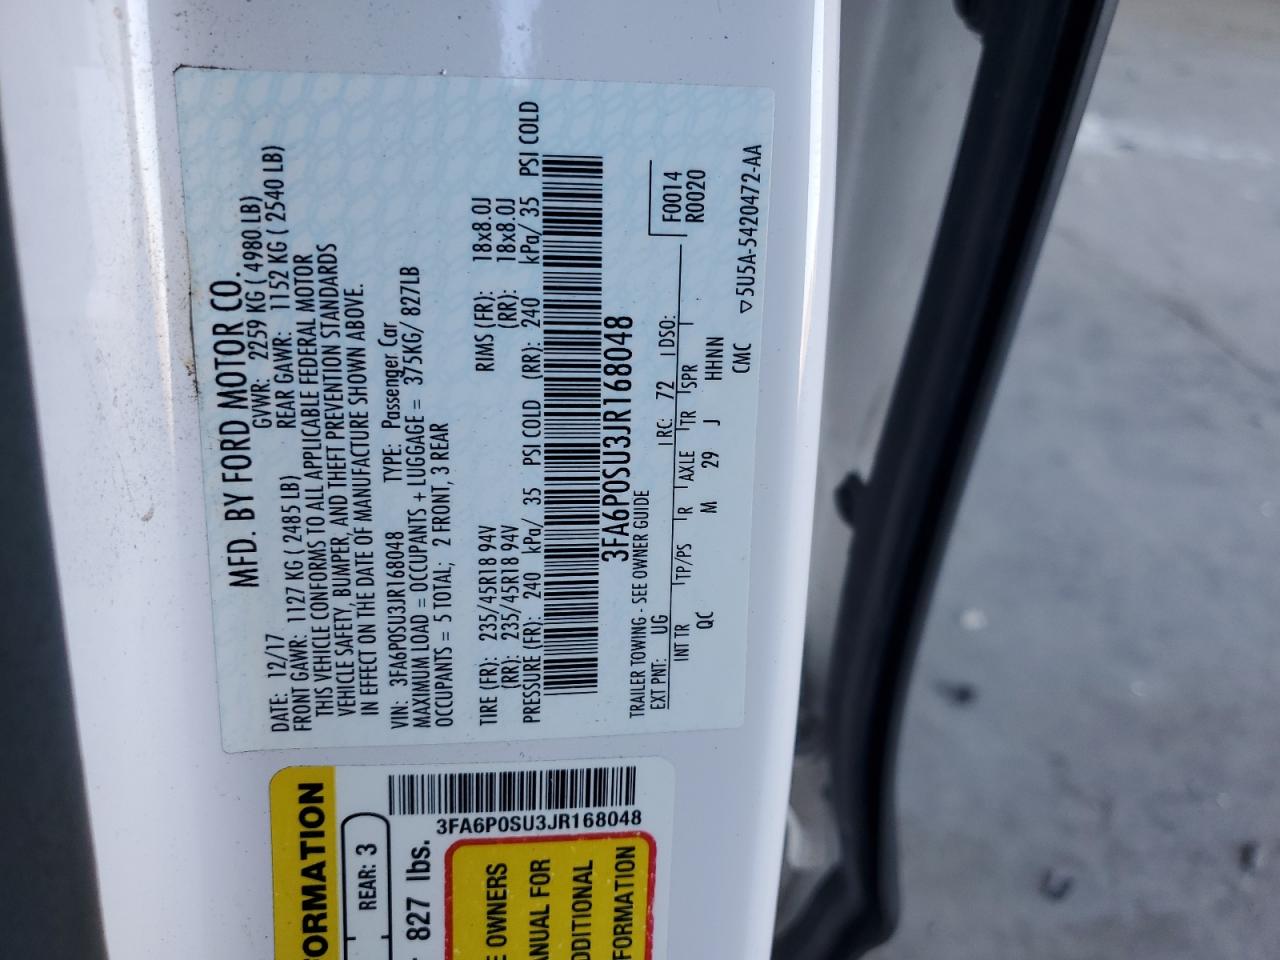 MFD. BY FORD MOTOR CO.
DATE: 12/17 GVWR: 2259 KG ( 4980 LB)
FRONT GAWR: 1127 KG ( 2485 LB) REAR GAWR: 1152 KG ( 2540 LB)
THIS VEHICLE CONFORMS TO ALL APPLICABLE FEDERAL MOTOR
VEHICLE SAFETY, BUMPER, AND THEFT PREVENTION STANDARDS
IN EFFECT ON THE DATE OF MANUFACTURE SHOWN ABOVE.
VIN: 3FA6P0SU3JR168048 TYPE: Passenger Car
MAXIMUM LOAD = OCCUPANTS + LUGGAGE = 375KG/ 827LB
OCCUPANTS = 5 TOTAL; 2 FRONT, 3 REAR
TIRE (FR): 235/45R18 94V RIMS (FR): 18x8.0J
(RR): 235/45R18 94V (RR): 18x8.0J
PRESSURE (FR): 240 kPa/ 35 PSI COLD (RR): 240 kPa/ 35 PSI COLD
3FA6P0SU3JR168048
TRAILER TOWING - SEE OWNER GUIDE
EXT PNT: UG RC: 72 DSO: F0014
R0020
INT TR TP/PS R AXLE TR SPR
QC M 29 J HHNN
CMC ▽5U5A-5420472-AA
ORMATION
REAR: 3
827 lbs.
3FA6P0SU3JR168048
OWNERS
ANUAL FOR
DDITIONAL
FORMATION